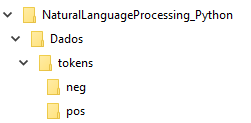 NaturalLanguageProcessing_Python
Dados
tokens
neg
pos